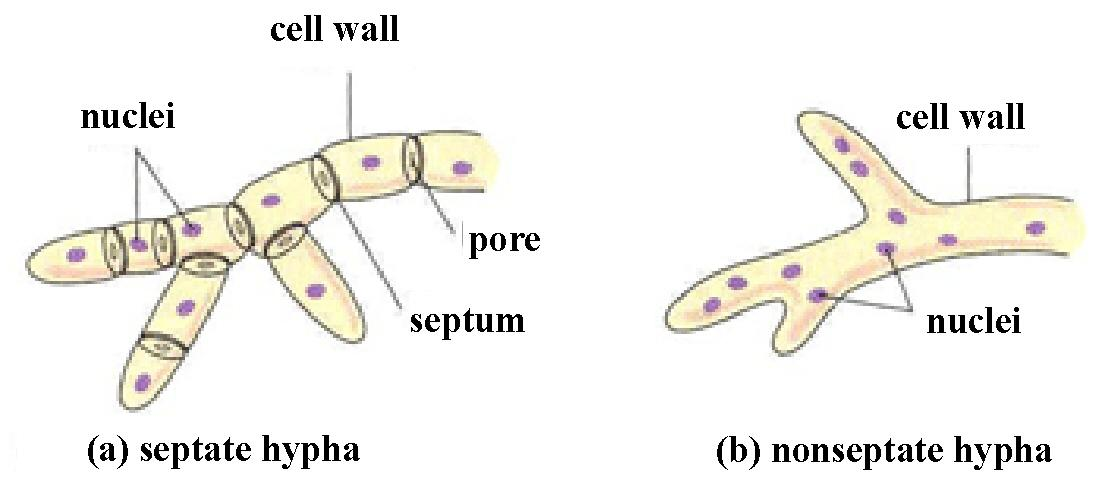 cell wall
nuclei
pore
septum
(a) septate hypha
cell wall
nuclei
(b) nonseptate hypha